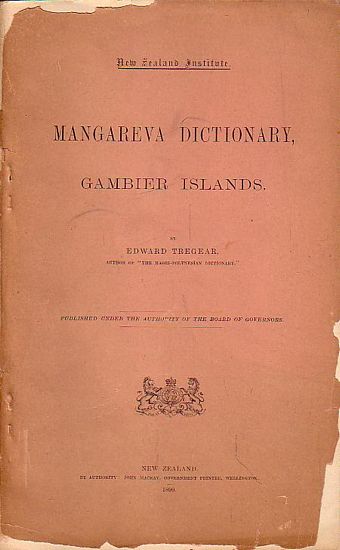 New Zealand Institute.
MANGAREVA DICTIONARY,
GAMBIER ISLANDS.
BY
EDWARD TREGEAR,
AUTHOR OF "THE MAORI-POLYNESIAN DICTIONARY."
PUBLISHED UNDER THE AUTHORITY OF THE BOARD OF GOVERNORS.
NEW ZEALAND.
BY AUTHORITY: JOHN MACKAY, GOVERNMENT PRINTER, WELLINGTON.
1899.